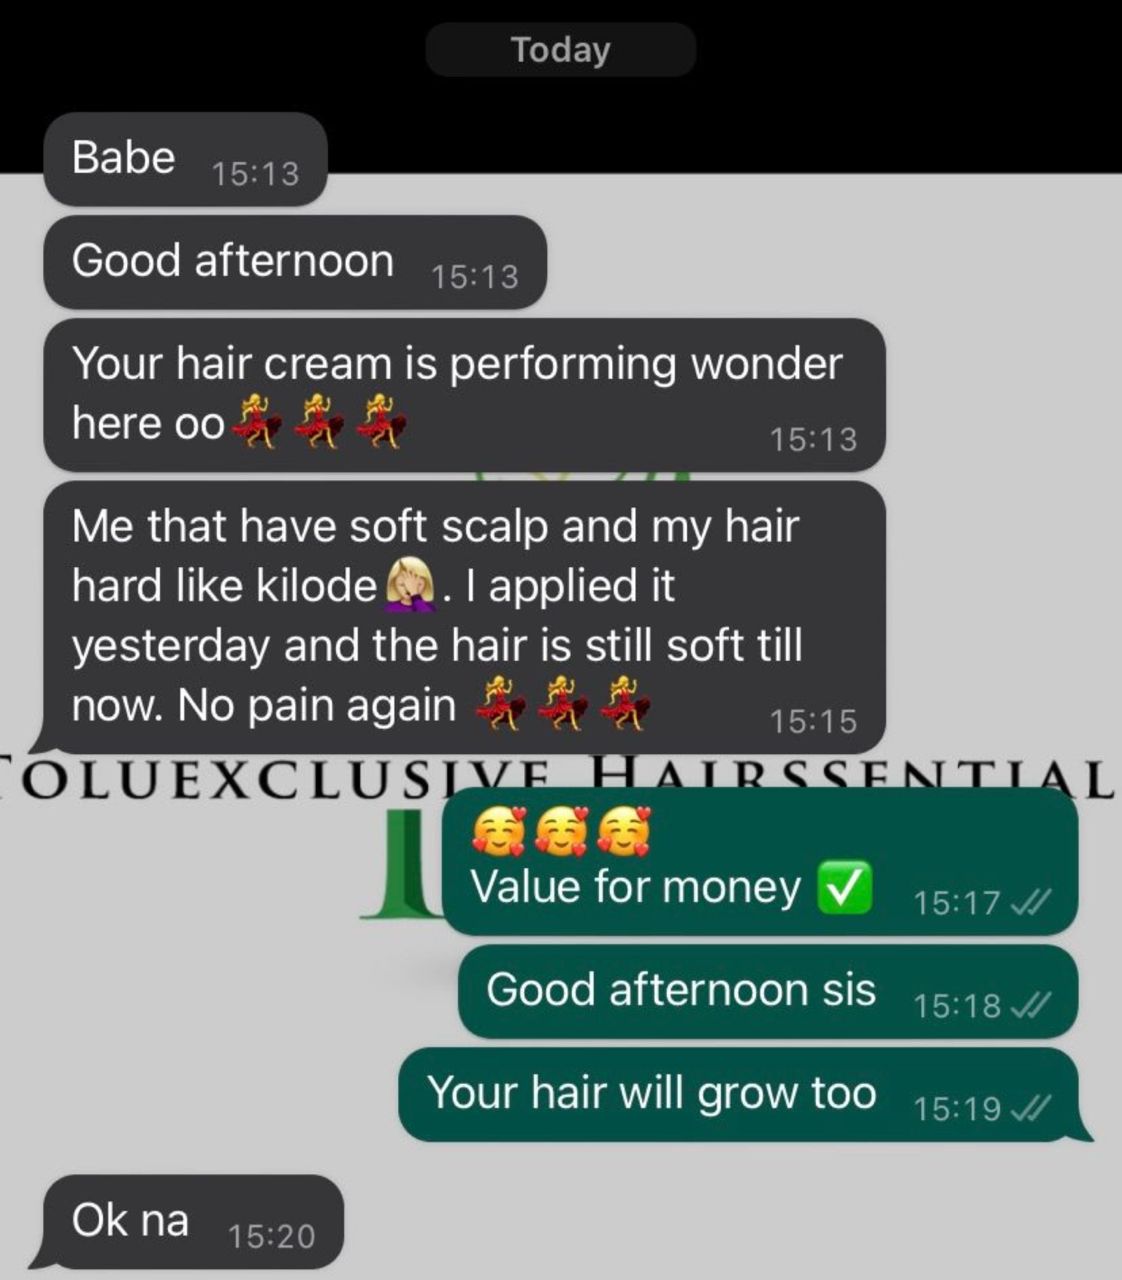 Today
Babe 15:13
Good afternoon 15:13
Your hair cream is performing wonder
here oo💃💃💃 15:13
Me that have soft scalp and my hair
hard like kilode🤦🏼‍♀️. I applied it
yesterday and the hair is still soft till
now. No pain again 💃💃💃 15:15
TOLUEXCLUSIVE HAIRSSENTIAL
🥰🥰🥰
Value for money ✅ 15:17
Good afternoon sis 15:18
Your hair will grow too 15:19
Ok na 15:20